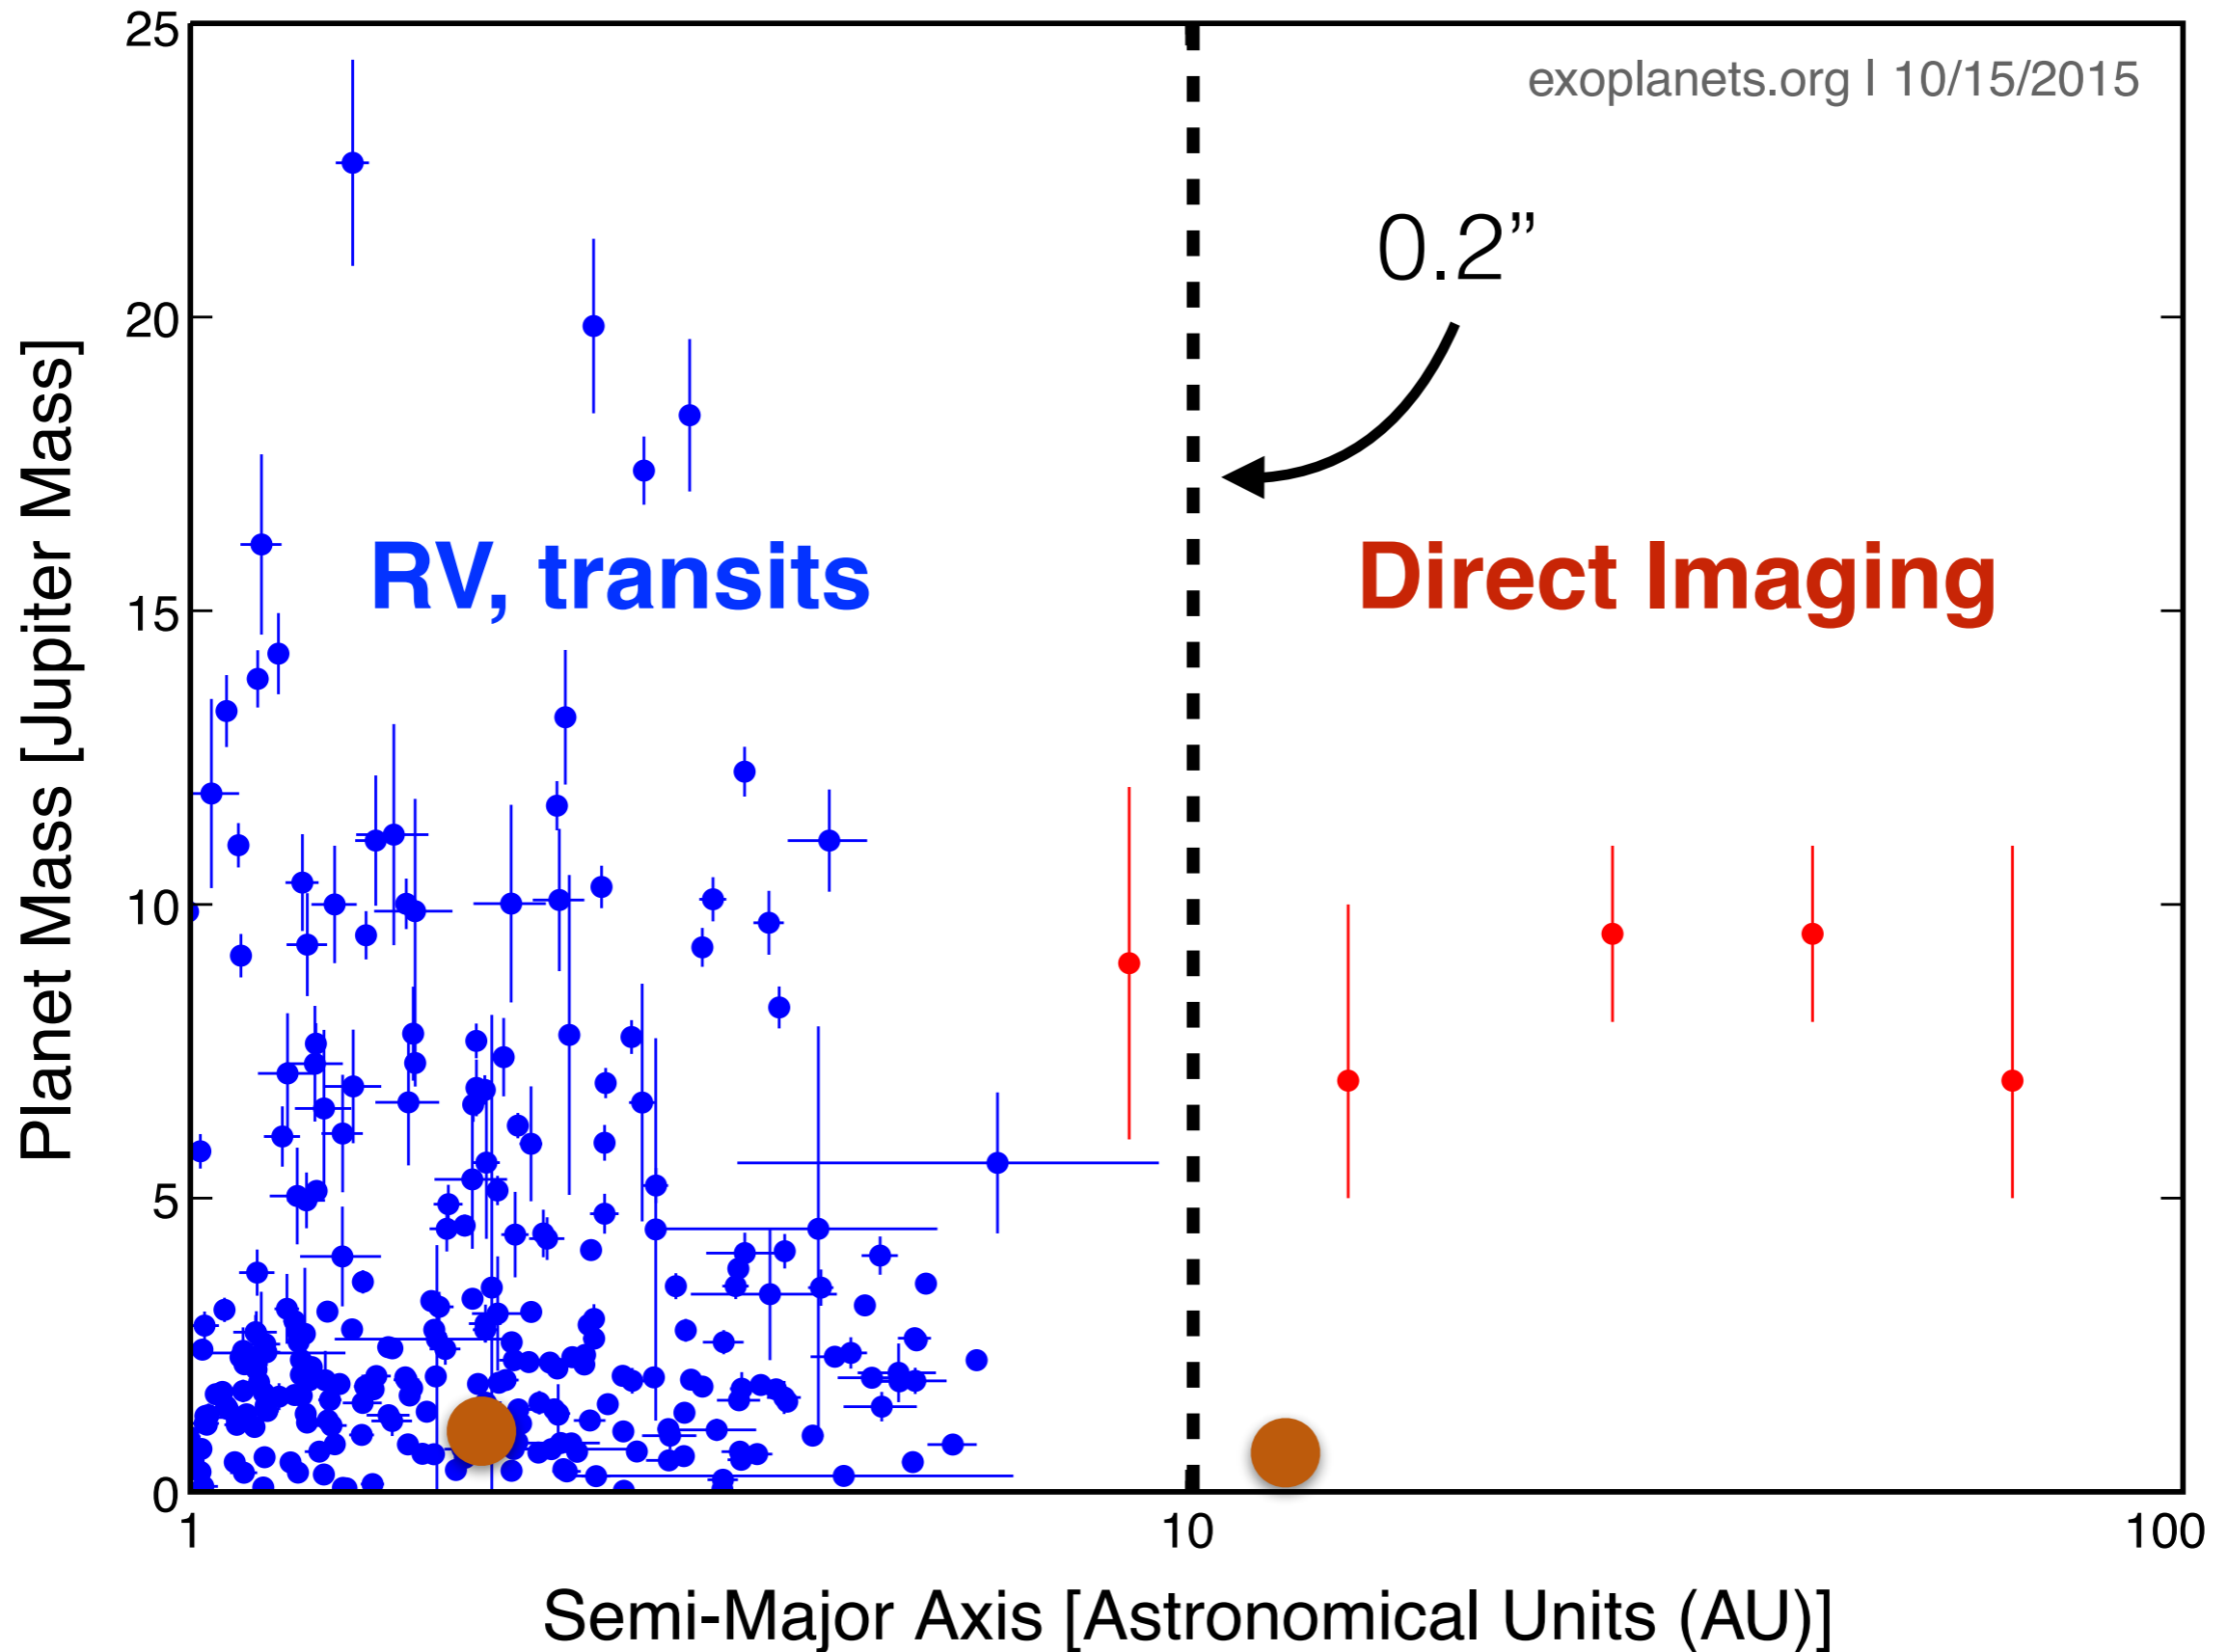 25
exoplanets.org | 10/15/2015
0.2”
20
RV, transits
Direct Imaging
15
Planet Mass [Jupiter Mass]
10
5
0
1
10
100
Semi-Major Axis [Astronomical Units (AU)]